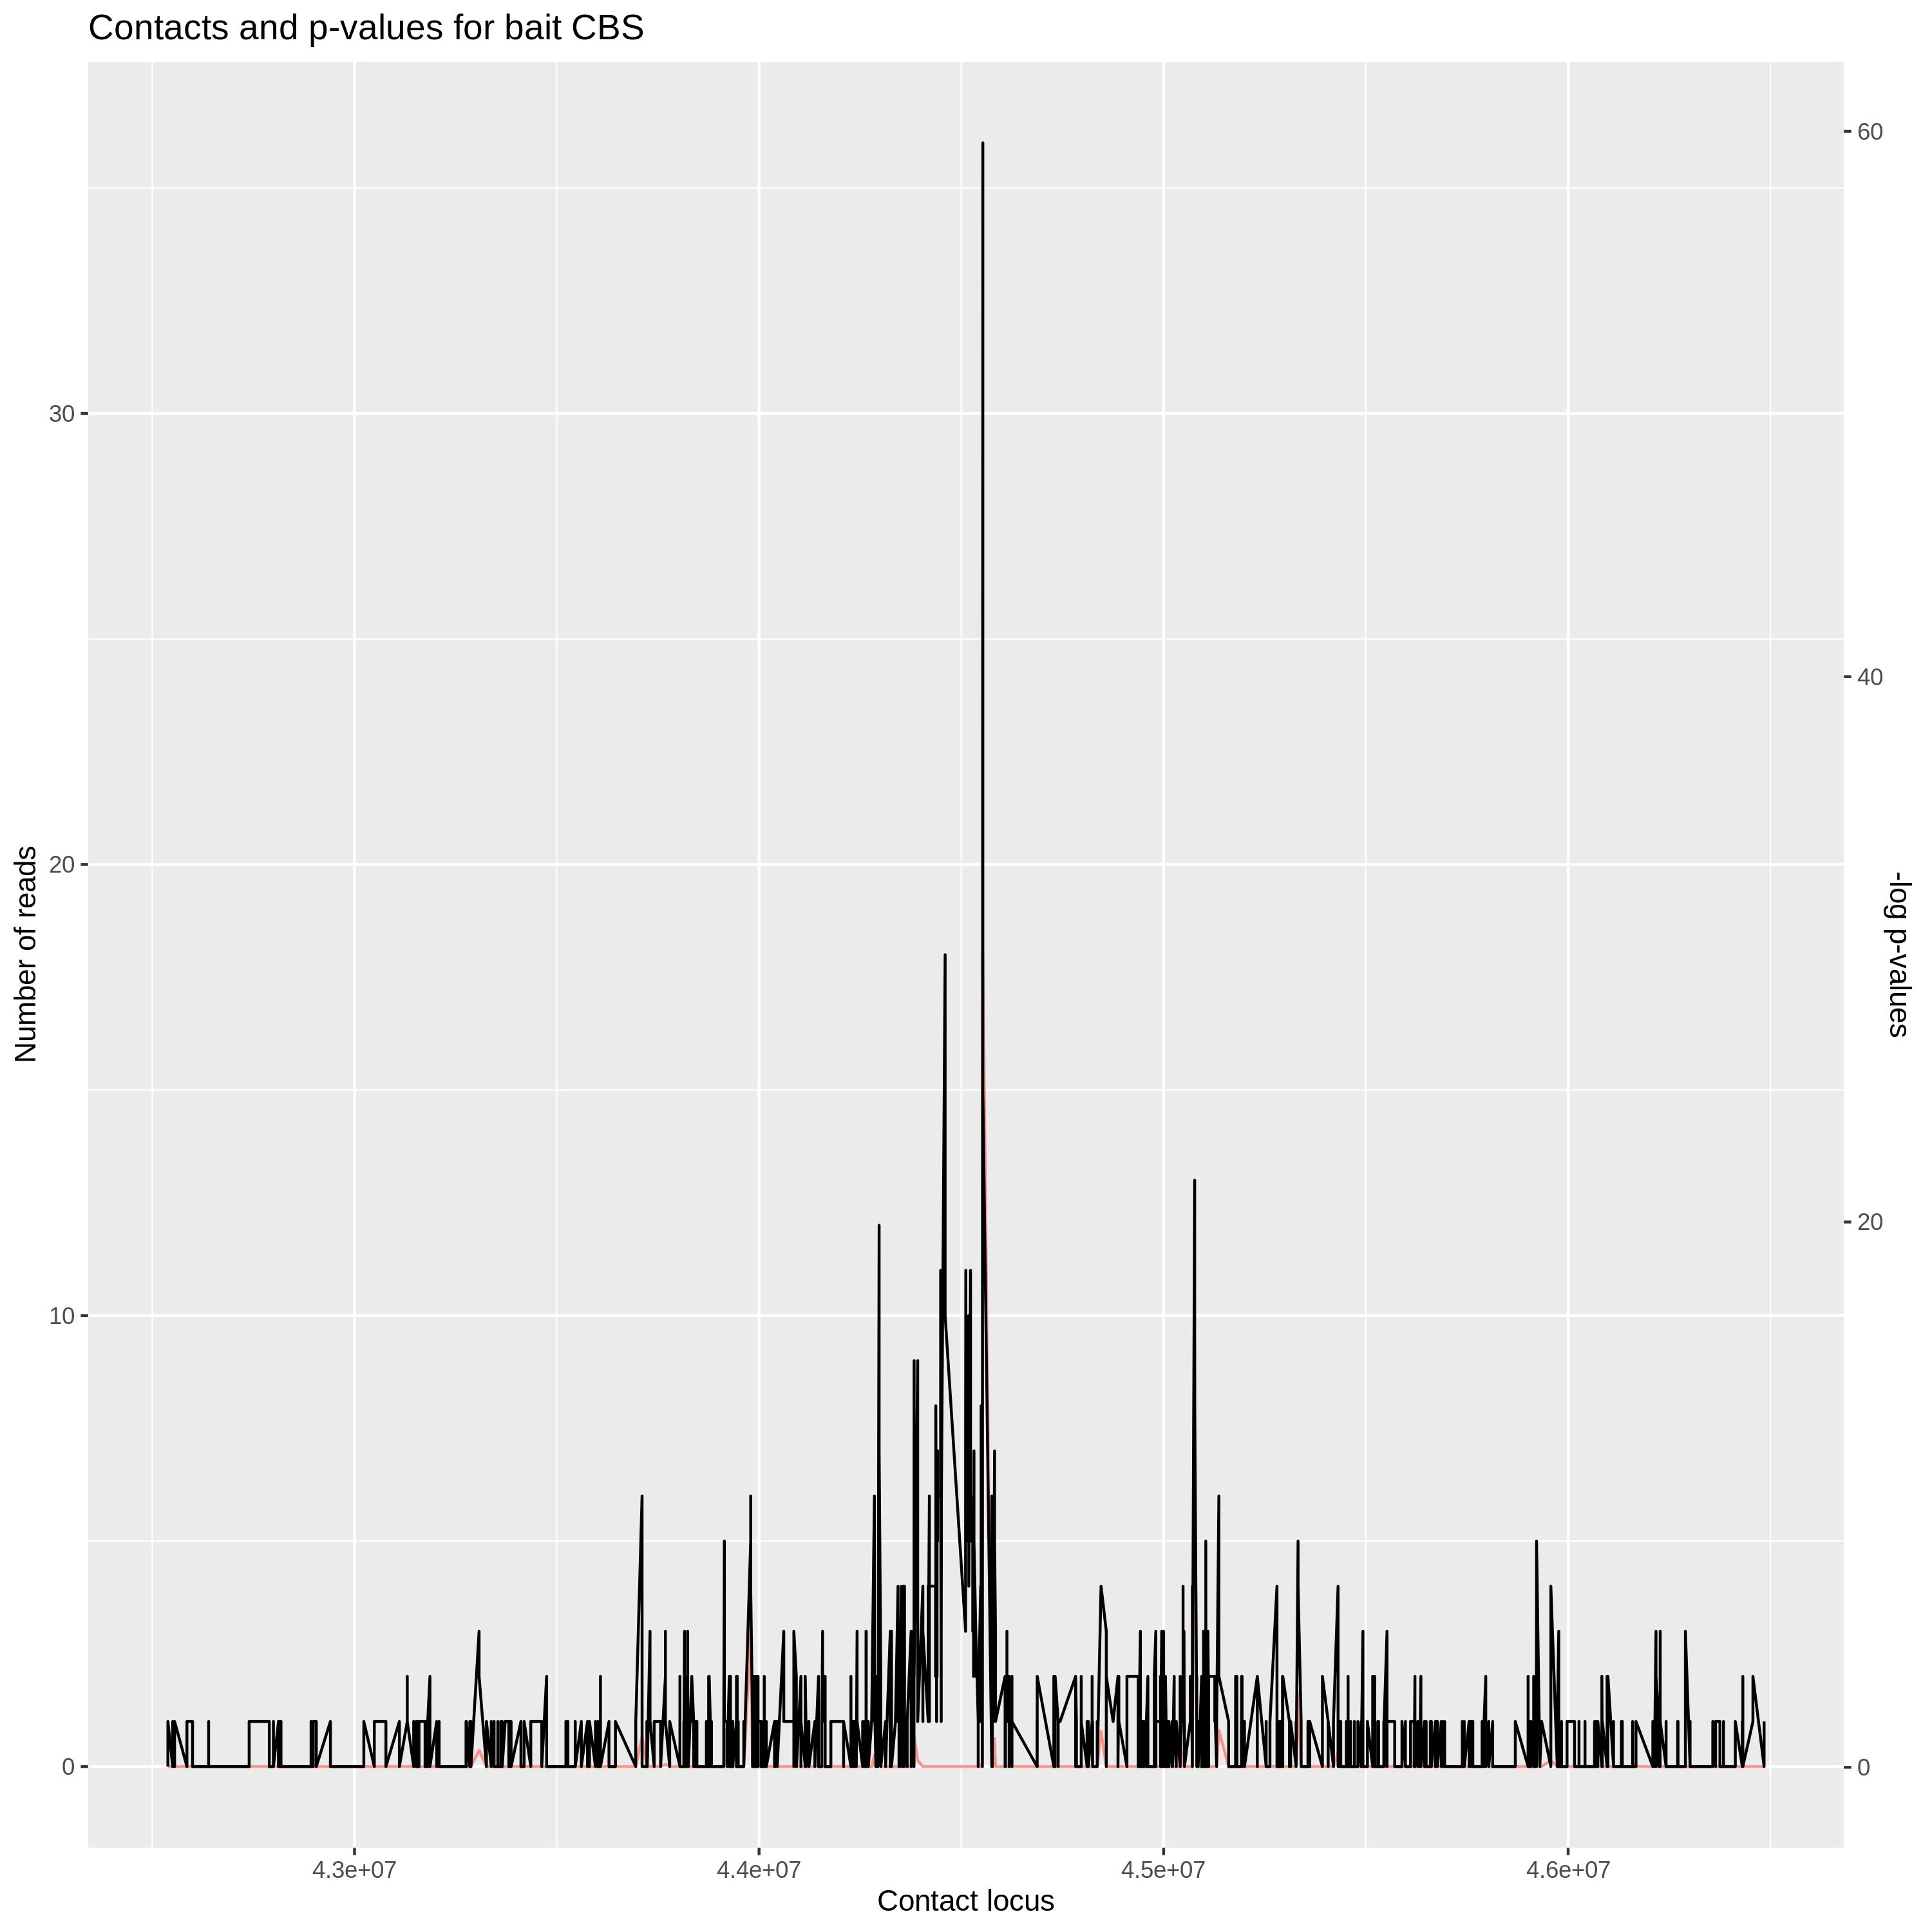 Contacts and p-values for bait CBS
60
30
40
20
20
10
0
0
Number of reads
-log p-values
4.3e+07
4.4e+07
4.5e+07
4.6e+07
Contact locus